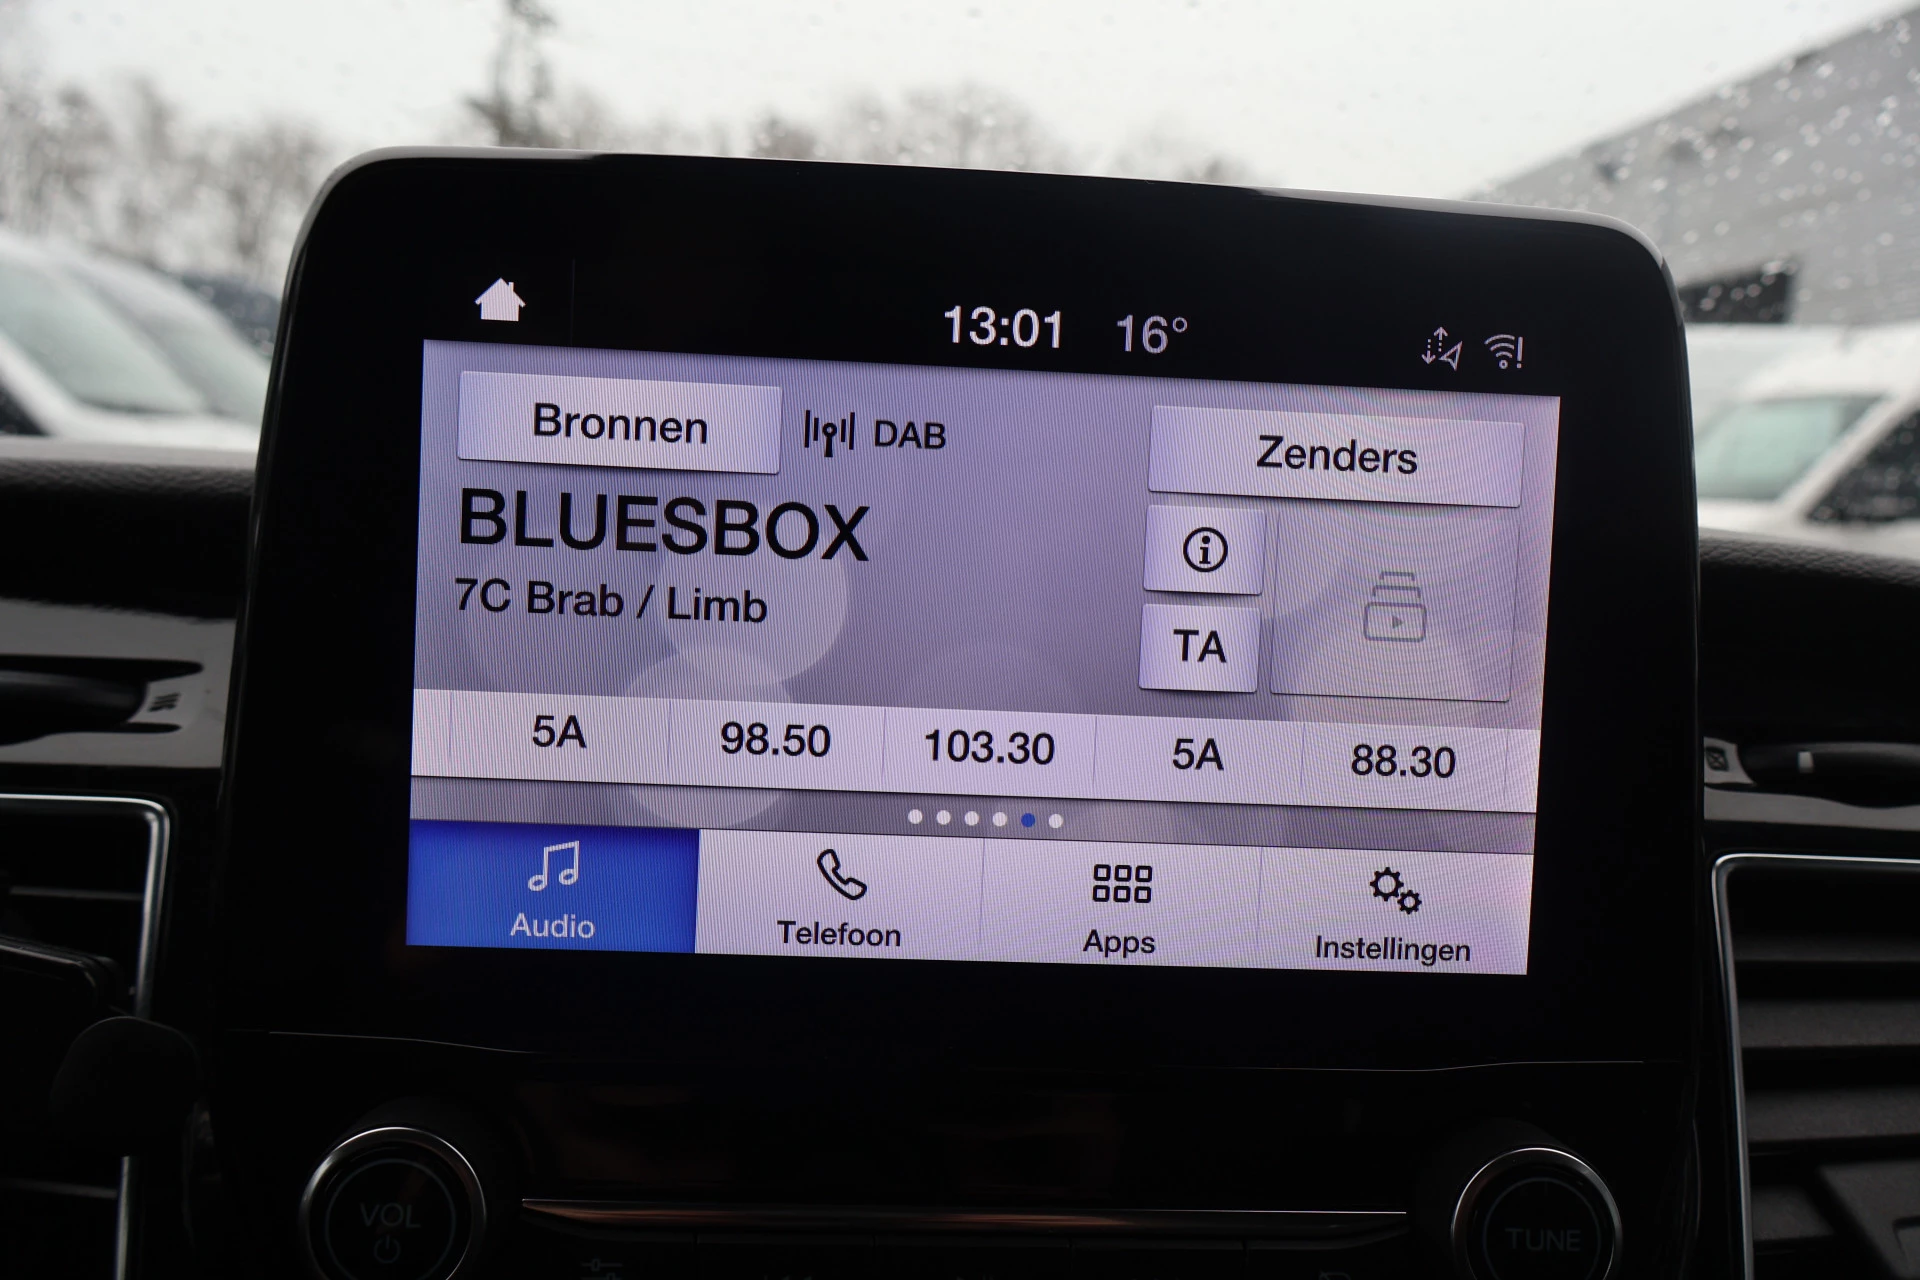 13:01 16°
Bronnen DAB Zenders
BLUESBOX
7C Brab / Limb
TA
5A 98.50 103.30 5A 88.30
Audio Telefoon Apps Instellingen
VOL TUNE